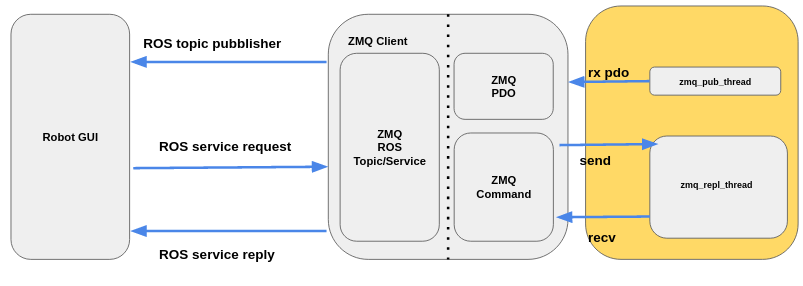 ROS topic pubblisher
ZMQ Client
ZMQ
PDO
rx pdo
zmq_pub_thread
Robot GUI
ROS service request
ZMQ
ROS
Topic/Service
send
ZMQ
Command
zmq_repl_thread
ROS service reply
recv